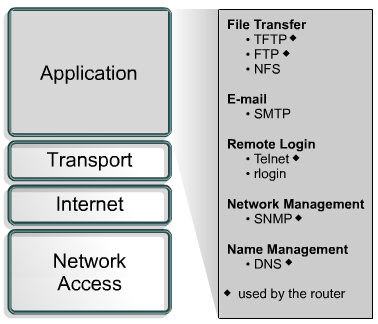 Application
Transport
Internet
Network
Access
File Transfer
• TFTP ◆
• FTP ◆
• NFS
E-mail
• SMTP
Remote Login
• Telnet ◆
• rlogin
Network Management
• SNMP ◆
Name Management
• DNS ◆
◆ used by the router